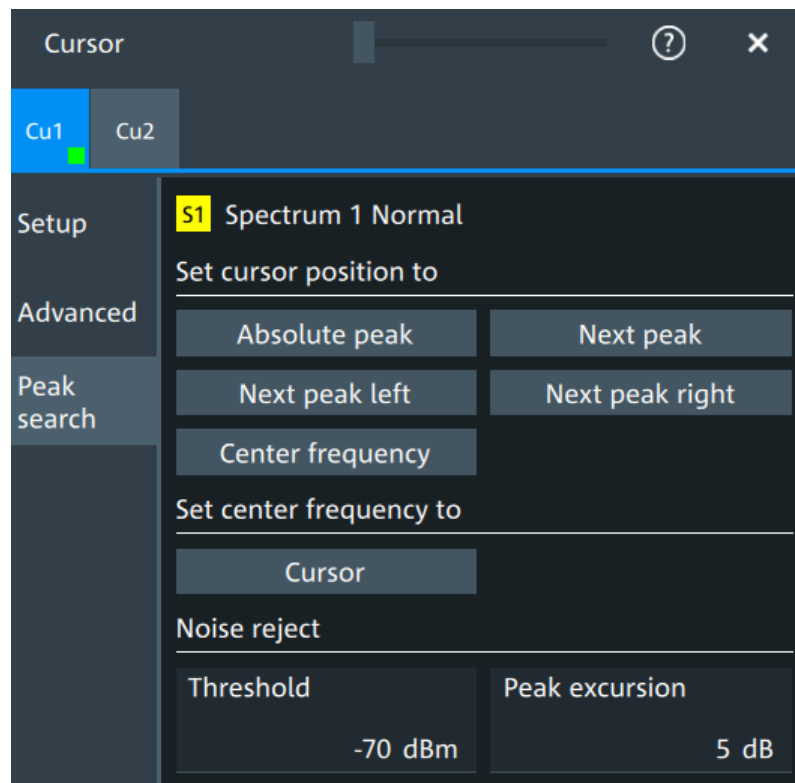 Cursor ? ×
Cu1 Cu2
Setup
Advanced
Peak
search
S1 Spectrum 1 Normal
Set cursor position to
Absolute peak Next peak
Next peak left Next peak right
Center frequency
Set center frequency to
Cursor
Noise reject
Threshold Peak excursion
-70 dBm 5 dB